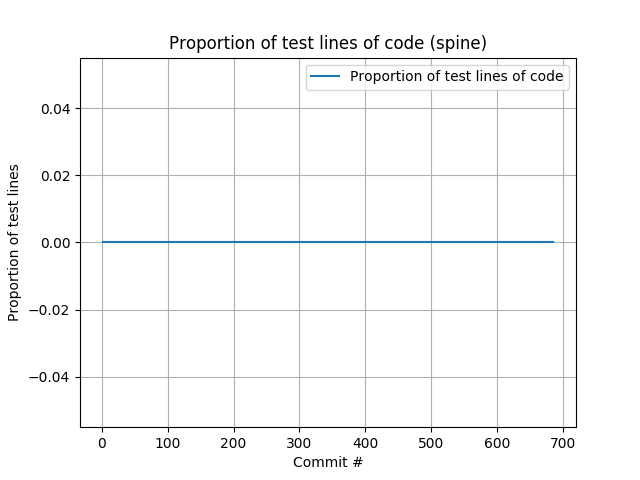 Proportion of test lines of code (spine)
Proportion of test lines of code
Proportion of test lines
0.04
0.02
0.00
−0.02
−0.04
0 100 200 300 400 500 600 700
Commit #